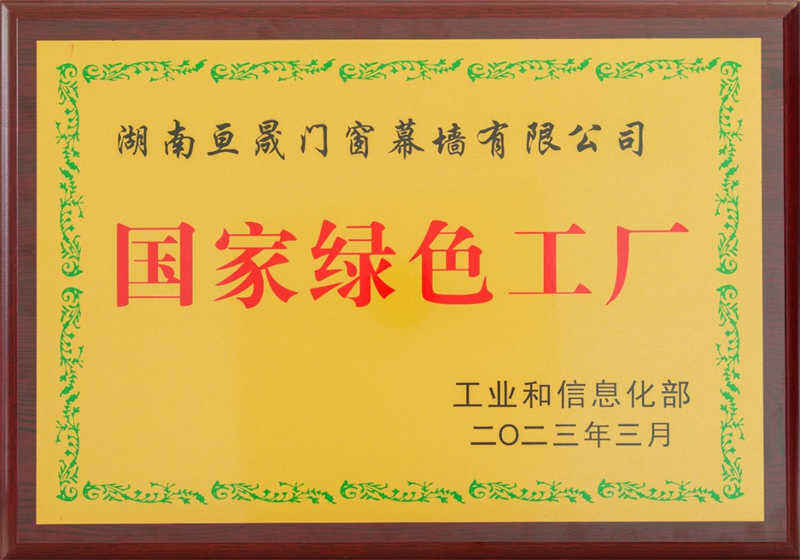 湖南亘晟门窗幕墙有限公司
国家绿色工厂
工业和信息化部
二〇二三年三月